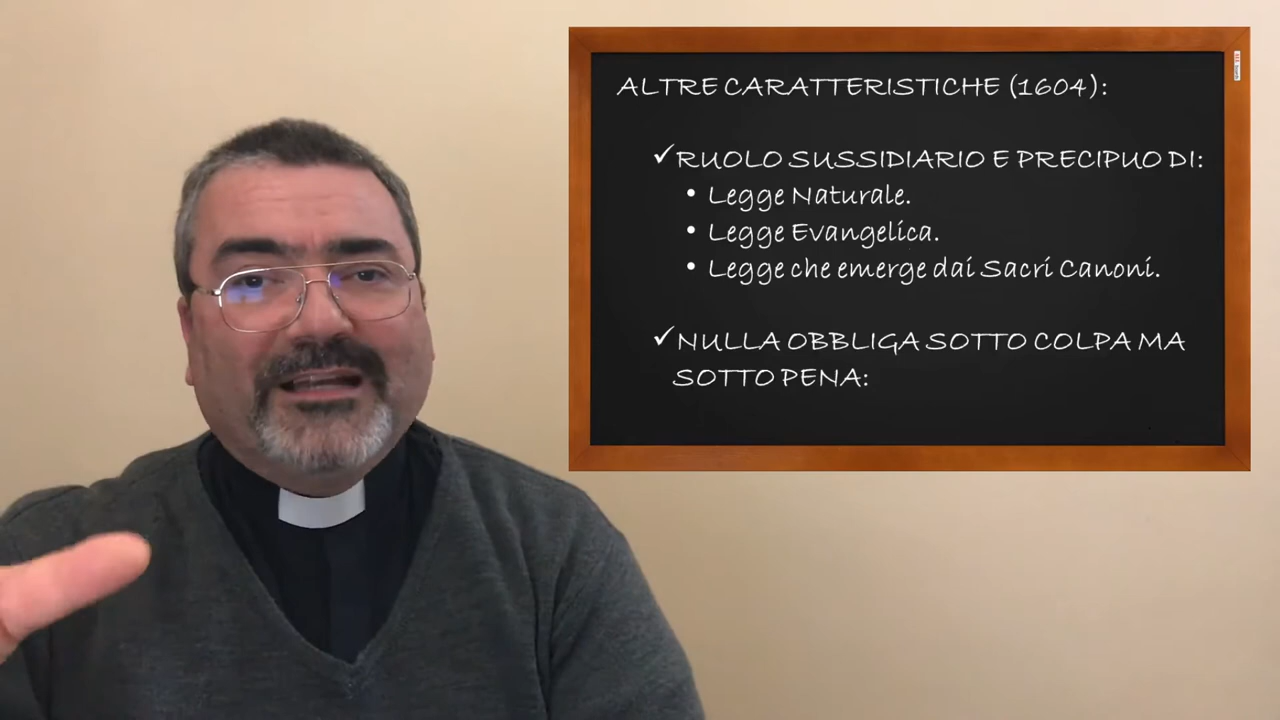 ALTRE CARATTERISTICHE (1604):
✓RUOLO SUSSIDIARIO E PRECIPUO DI:
• Legge Naturale.
• Legge Evangelica.
• Legge che emerge dai Sacri Canoni.
✓NULLA OBBLIGA SOTTO COLPA MA
SOTTO PENA: